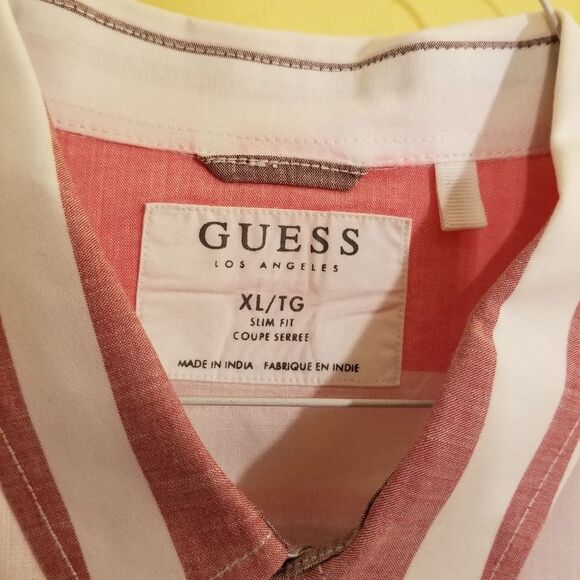 GUESS
LOS ANGELES
XL/TG
SLIM FIT
COUPE SERREE
MADE IN INDIA FABRIQUE EN INDIE